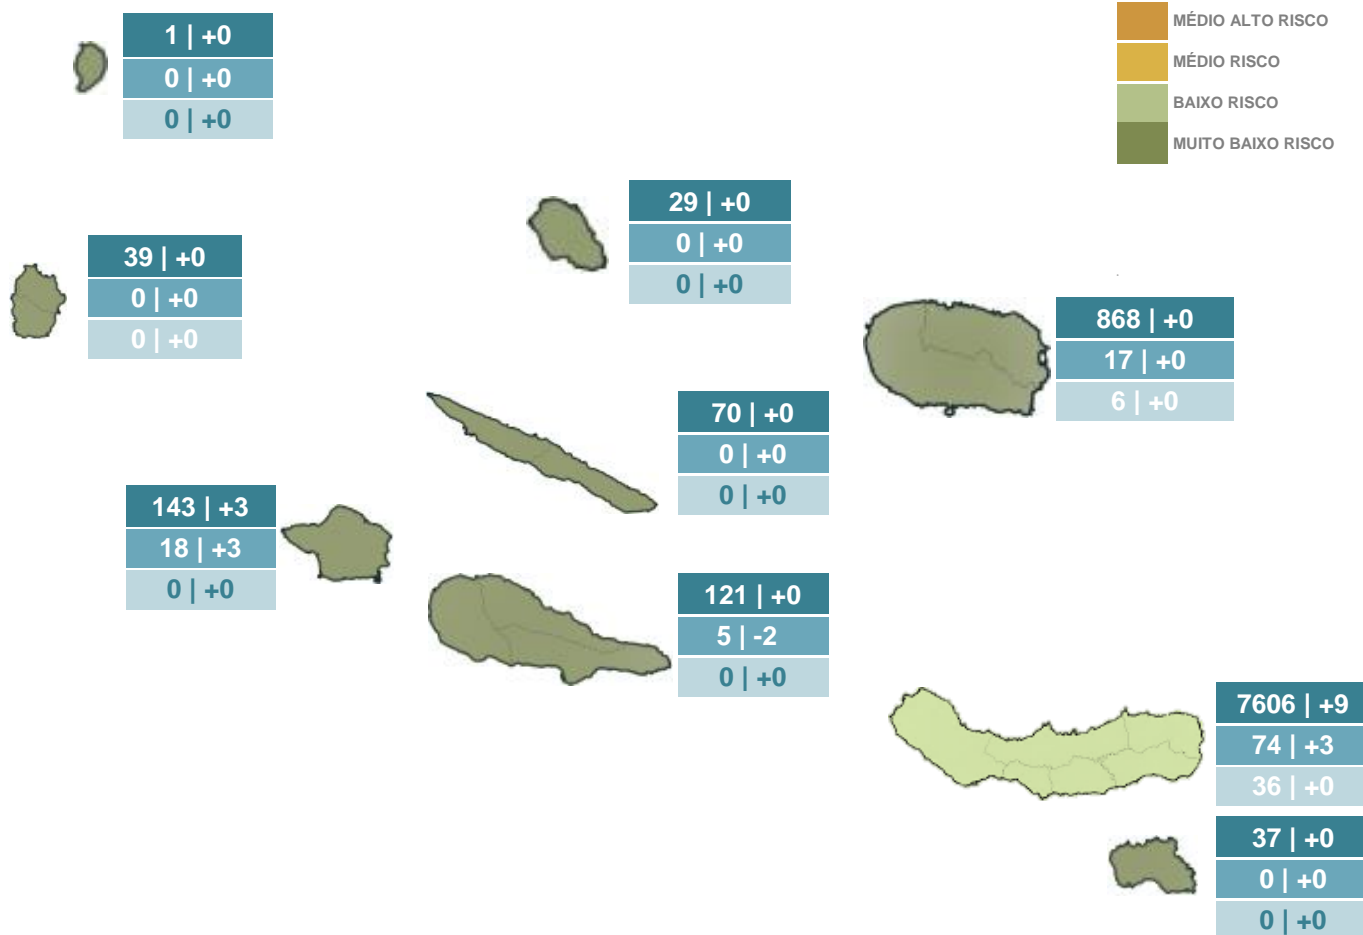 1 | +0
0 | +0
0 | +0
MÉDIO ALTO RISCO
MÉDIO RISCO
BAIXO RISCO
MUITO BAIXO RISCO
29 | +0
0 | +0
0 | +0
39 | +0
0 | +0
0 | +0
868 | +0
17 | +0
6 | +0
70 | +0
0 | +0
0 | +0
143 | +3
18 | +3
0 | +0
121 | +0
5 | -2
0 | +0
7606 | +9
74 | +3
36 | +0
37 | +0
0 | +0
0 | +0